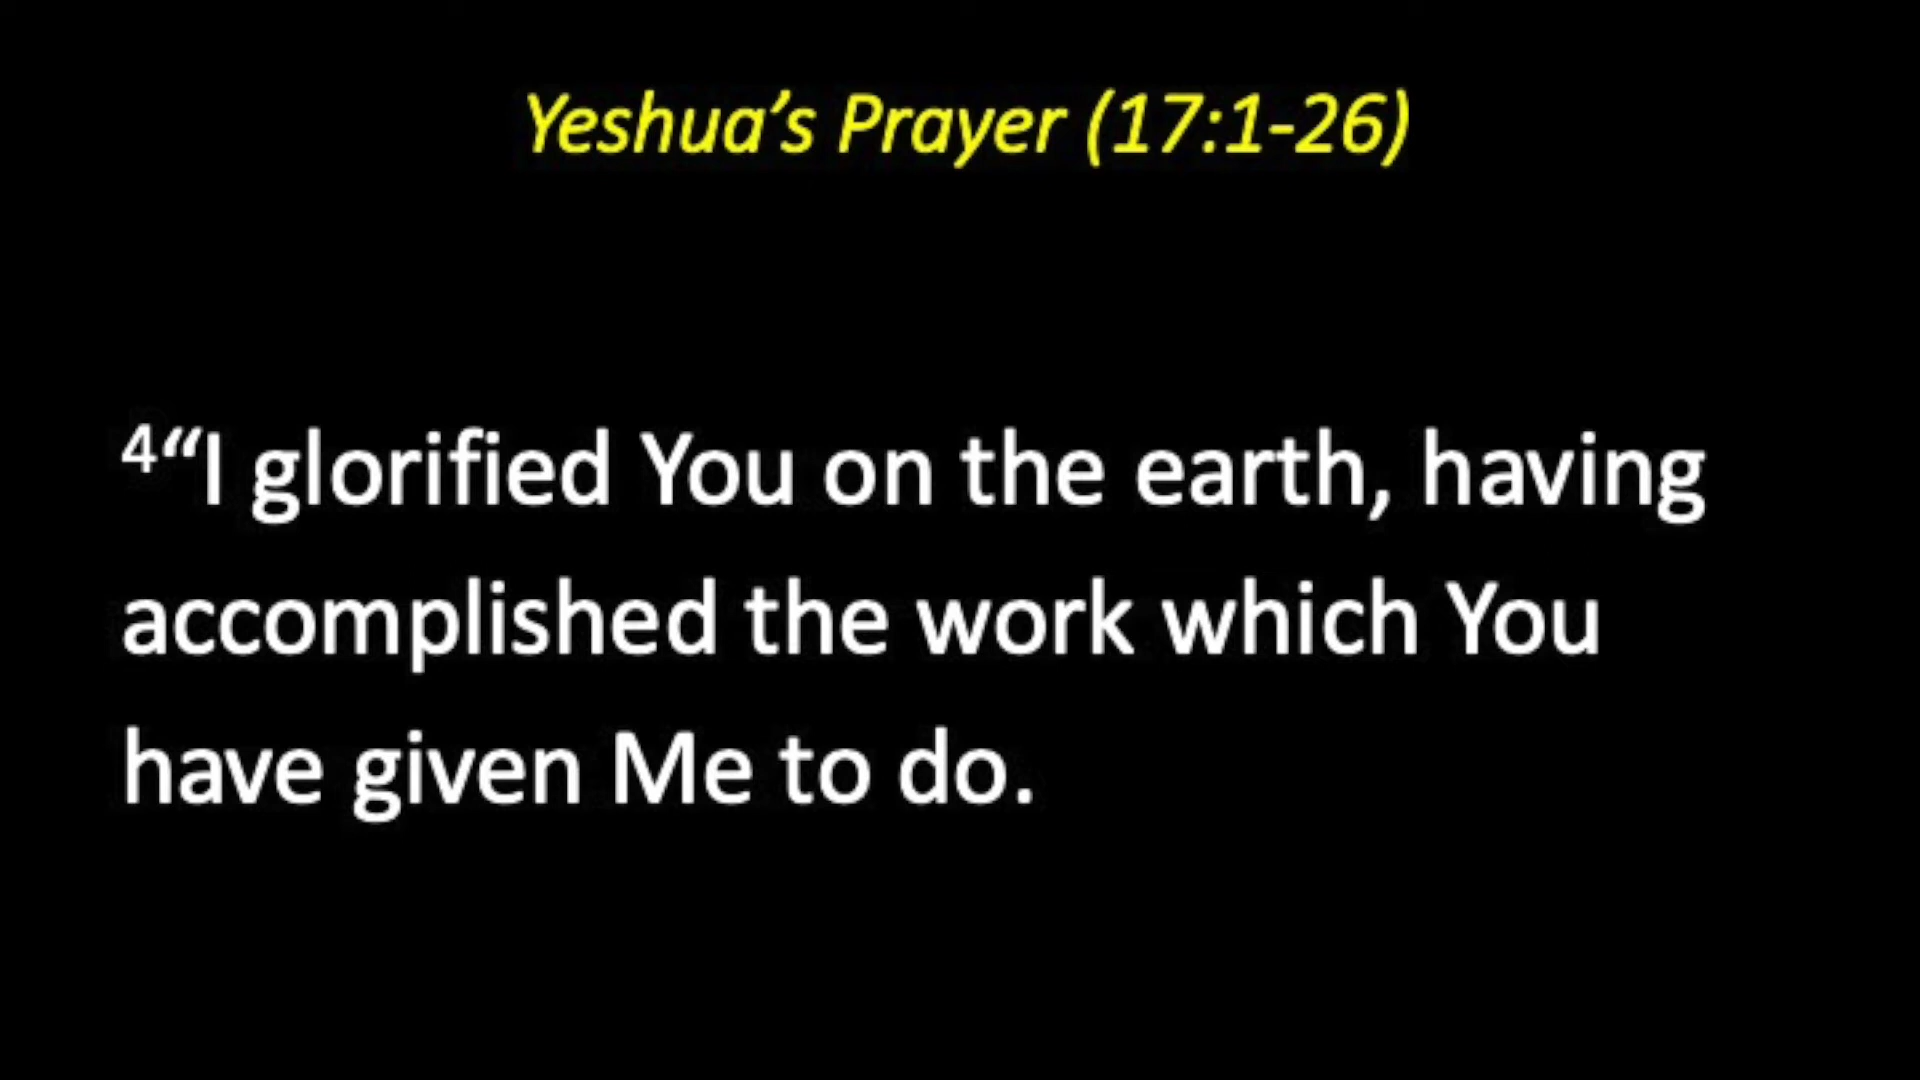 Yeshua’s Prayer (17:1-26)
⁴“I glorified You on the earth, having
accomplished the work which You
have given Me to do.